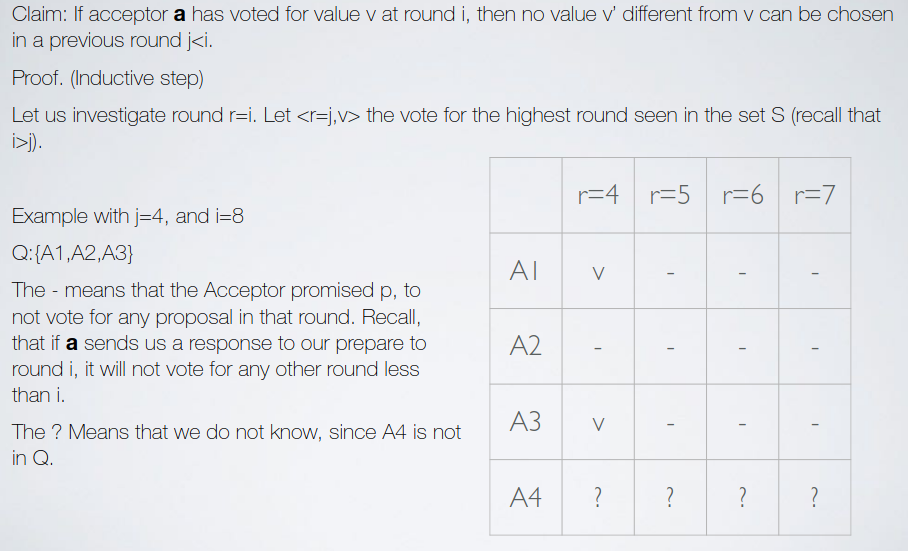 Claim: If acceptor a has voted for value v at round i, then no value v' different from v can be chosen
in a previous round j<i.
Proof. (Inductive step)
Let us investigate round r=i. Let <r=j,v> the vote for the highest round seen in the set S (recall that
i>j).
Example with j=4, and i=8
Q:{A1,A2,A3}
The - means that the Acceptor promised p, to
not vote for any proposal in that round. Recall,
that if a sends us a response to our prepare to
round i, it will not vote for any other round less
than i.
The ? Means that we do not know, since A4 is not
in Q.
r=4 r=5 r=6 r=7
A1 v - - -
A2 - - - -
A3 v - - -
A4 ? ? ? ?